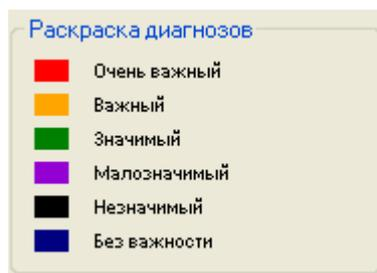 Раскраска диагнозов
Очень важный
Важный
Значимый
Малозначимый
Незначимый
Без важности